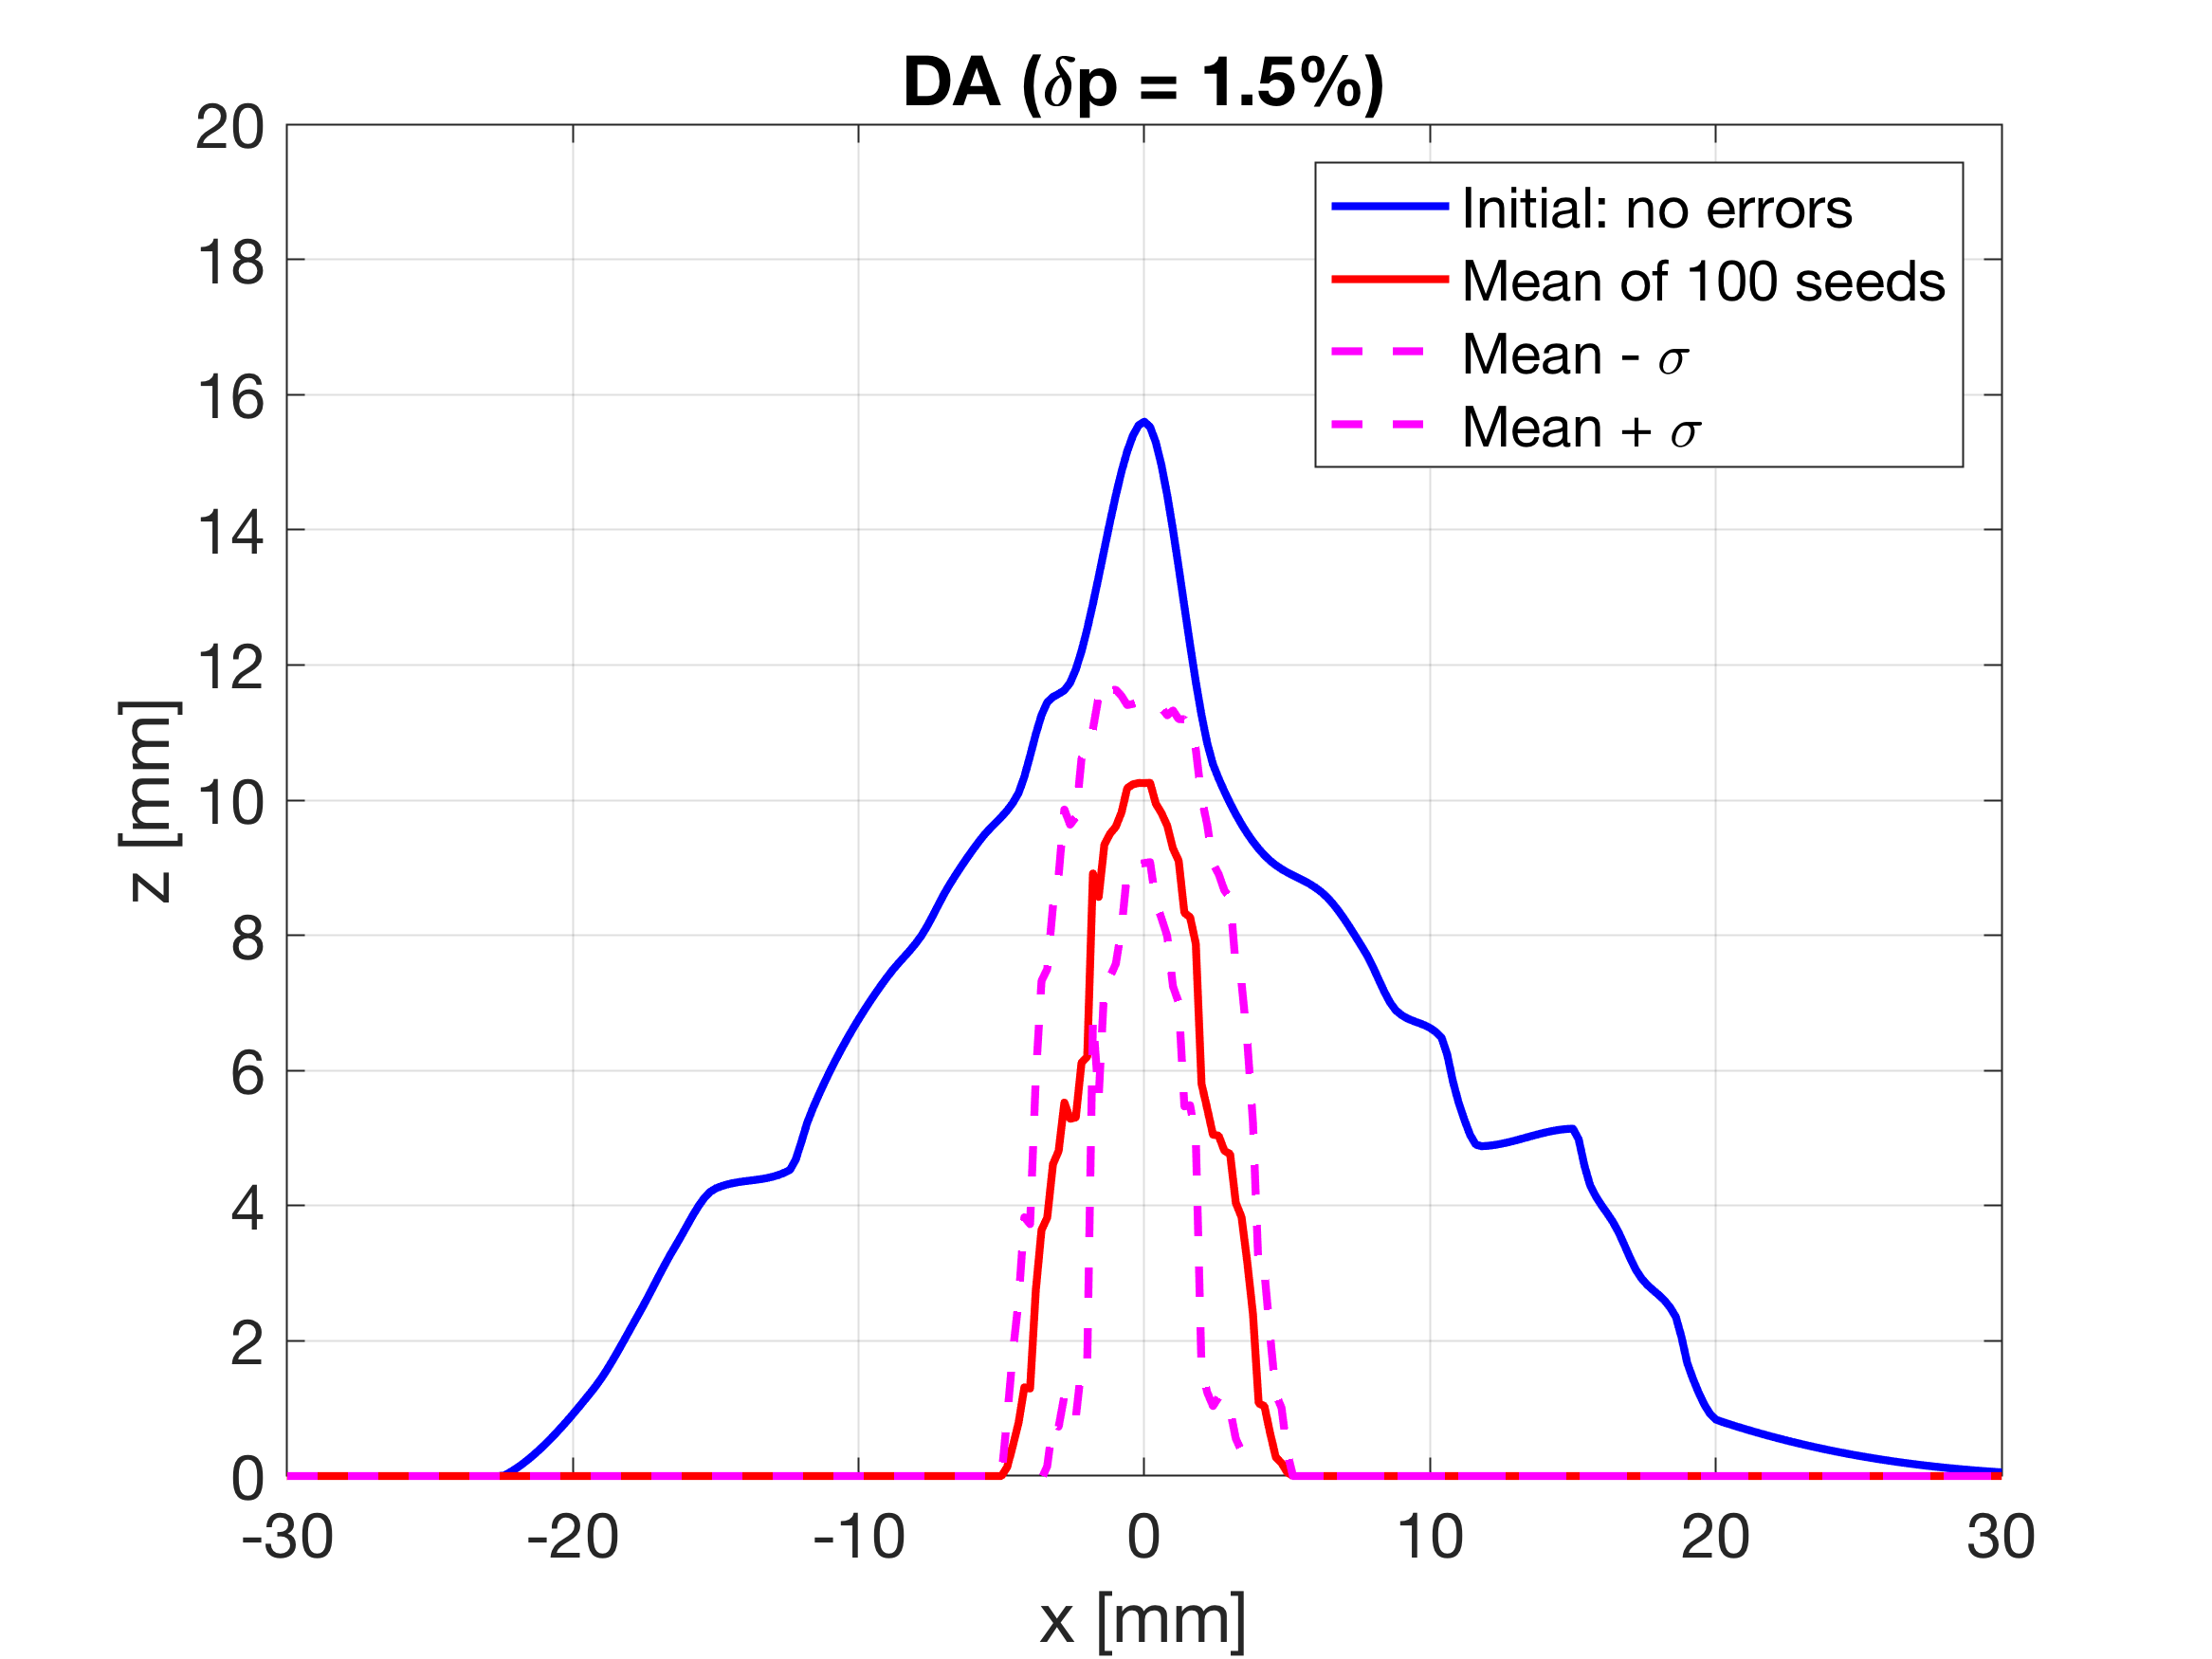 DA (δp = 1.5%)
20
18
16
14
12
10
8
6
4
2
0
z [mm]
Initial: no errors
Mean of 100 seeds
Mean - σ
Mean + σ
-30 -20 -10 0 10 20 30
x [mm]